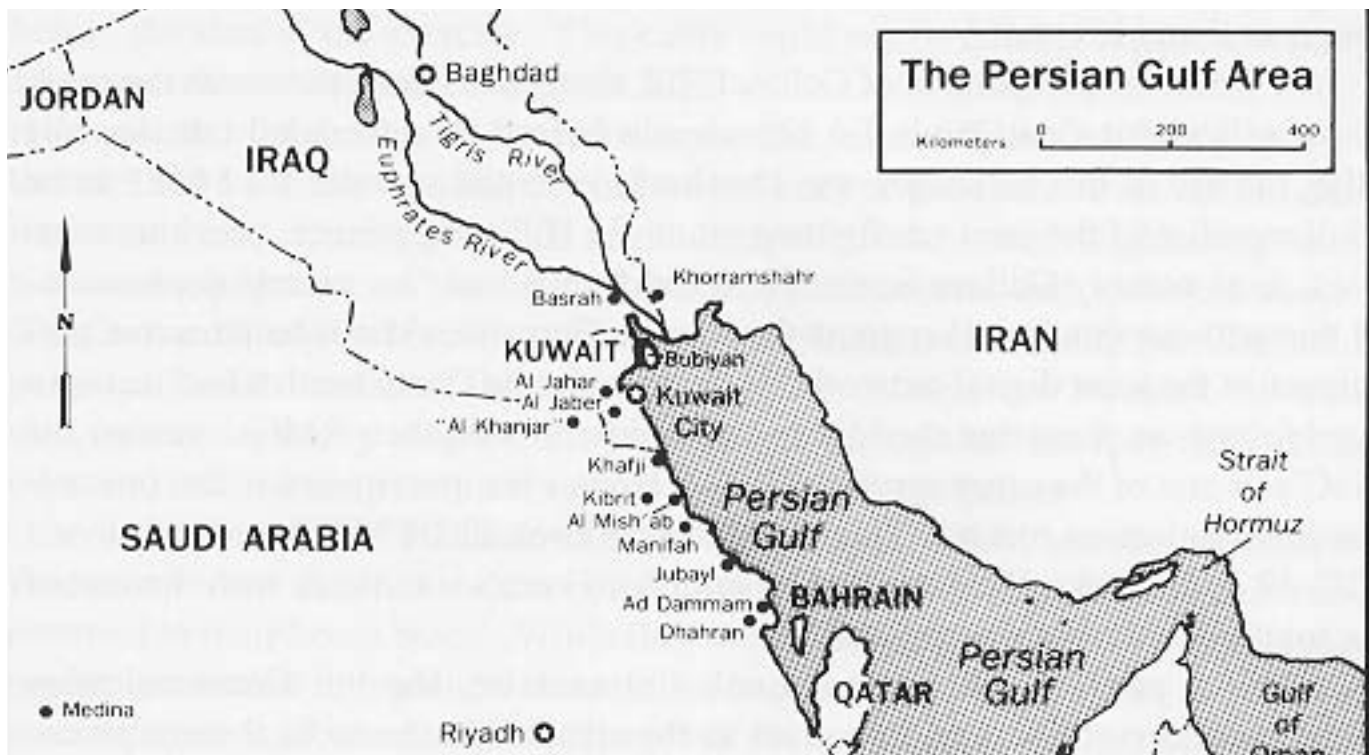 The Persian Gulf Area
Kilometers
0 200 400
JORDAN
Baghdad
IRAQ
Tigris River
Euphrares River
N
Khorramshahr
Basrah
IRAN
KUWAIT
Bubiyan
Al Jahar
Al Jaber
Kuwait
City
"Al Khanjar"
Khafji
Strait
of
Hormuz
Kibrit
Al Mish'ab
Persian
Gulf
SAUDI ARABIA
Manifah
Jubayl
Ad Dammam
BAHRAIN
Dhahran
Persian
Gulf
QATAR
Gulf
of
Medina
Riyadh